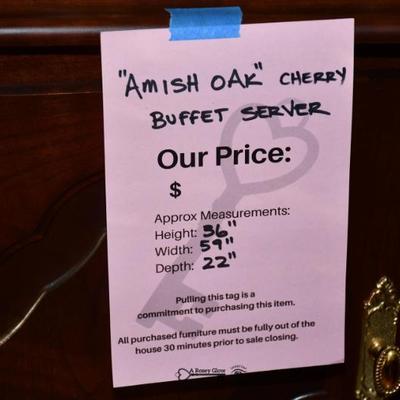 "AMISH OAK" CHERRY
BUFFET SERVER
Our Price:
$
Approx Measurements:
Height: 36"
Width: 59"
Depth: 22"
Pulling this tag is a
commitment to purchasing this item.
All purchased furniture must be fully out of the
house 30 minutes prior to sale closing.
A Rosey Glow